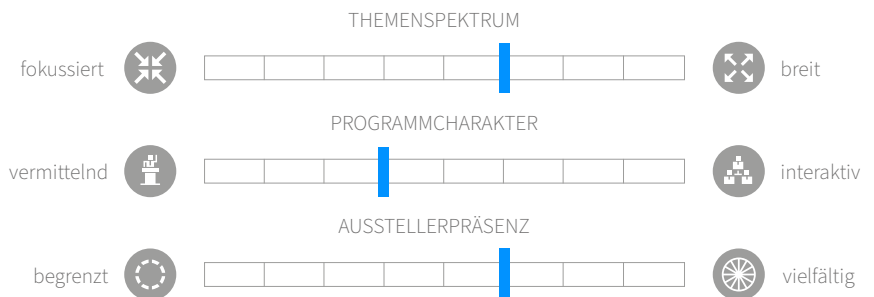 THEMENSPEKTRUM
fokussiert breit
PROGRAMMCHARAKTER
vermittelnd interaktiv
AUSSTELLERPRÄSENZ
begrenzt vielfältig